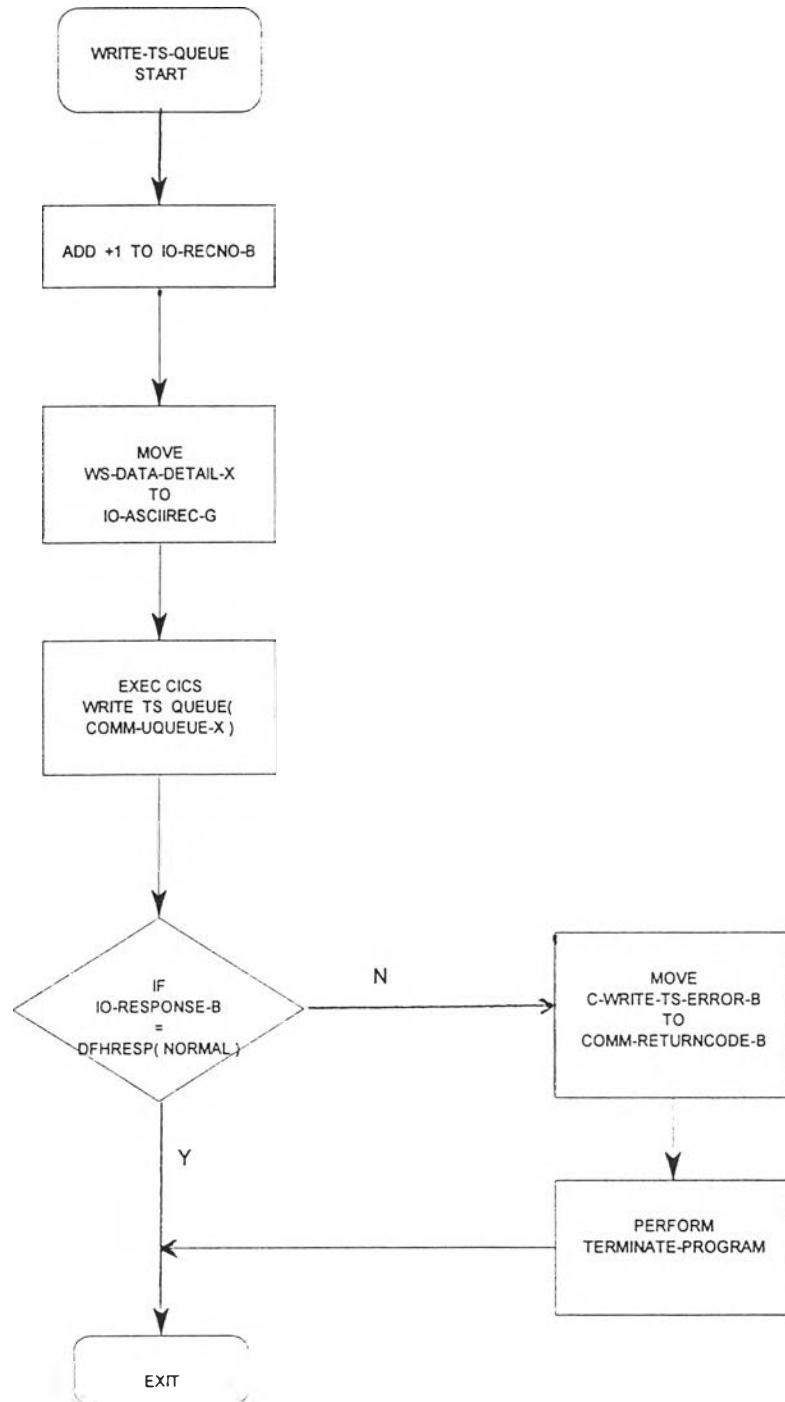 WRITE-TS-QUEUE
START
ADD +1 TO IO-RECNO-B
MOVE
WS-DATA-DETAIL-X
TO
IO-ASCIIREC-G
EXEC CICS
WRITE TS QUEUE(
COMM-UQUEUE-X )
IF
IO-RESPONSE-B
=
DFHRESP( NORMAL )
N
MOVE
C-WRITE-TS-ERROR-B
TO
COMM-RETURNCODE-B
Y
PERFORM
TERMINATE-PROGRAM
EXIT